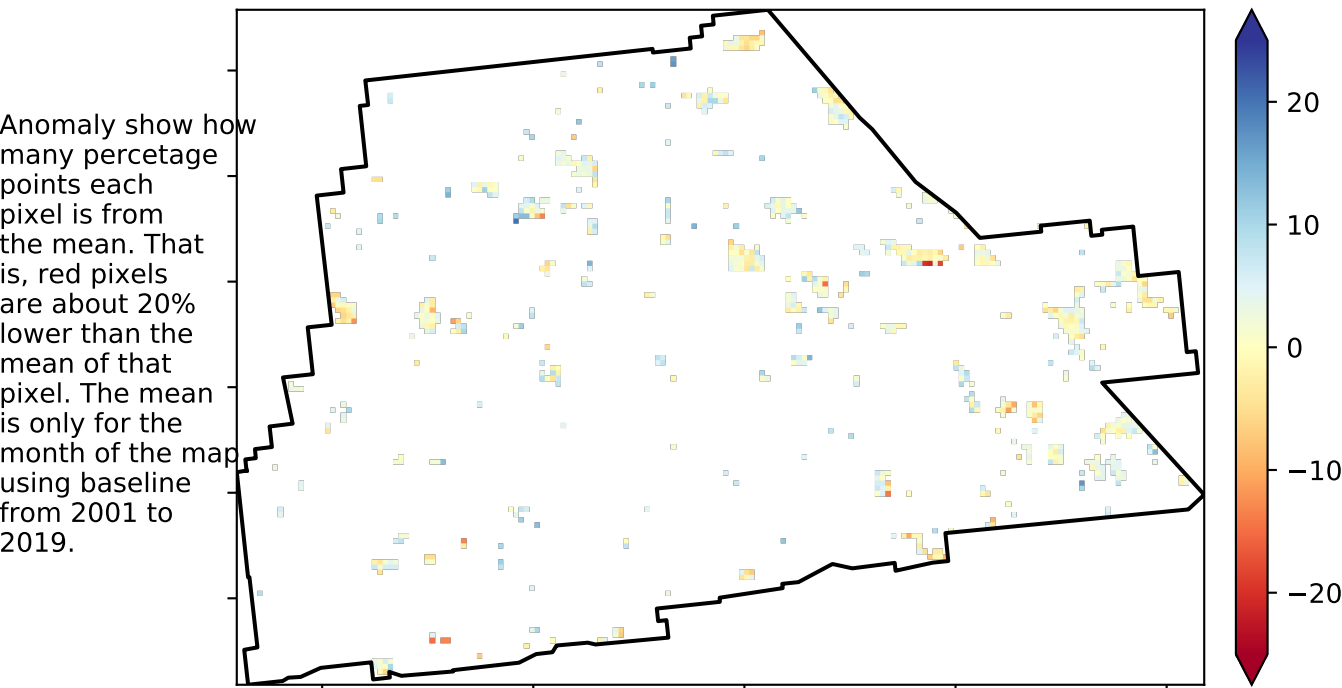 Anomaly show how
many percetage
points each
pixel is from
the mean. That
is, red pixels
are about 20%
lower than the
mean of that
pixel. The mean
is only for the
month of the map
using baseline
from 2001 to
2019.
20
10
0
−10
−20